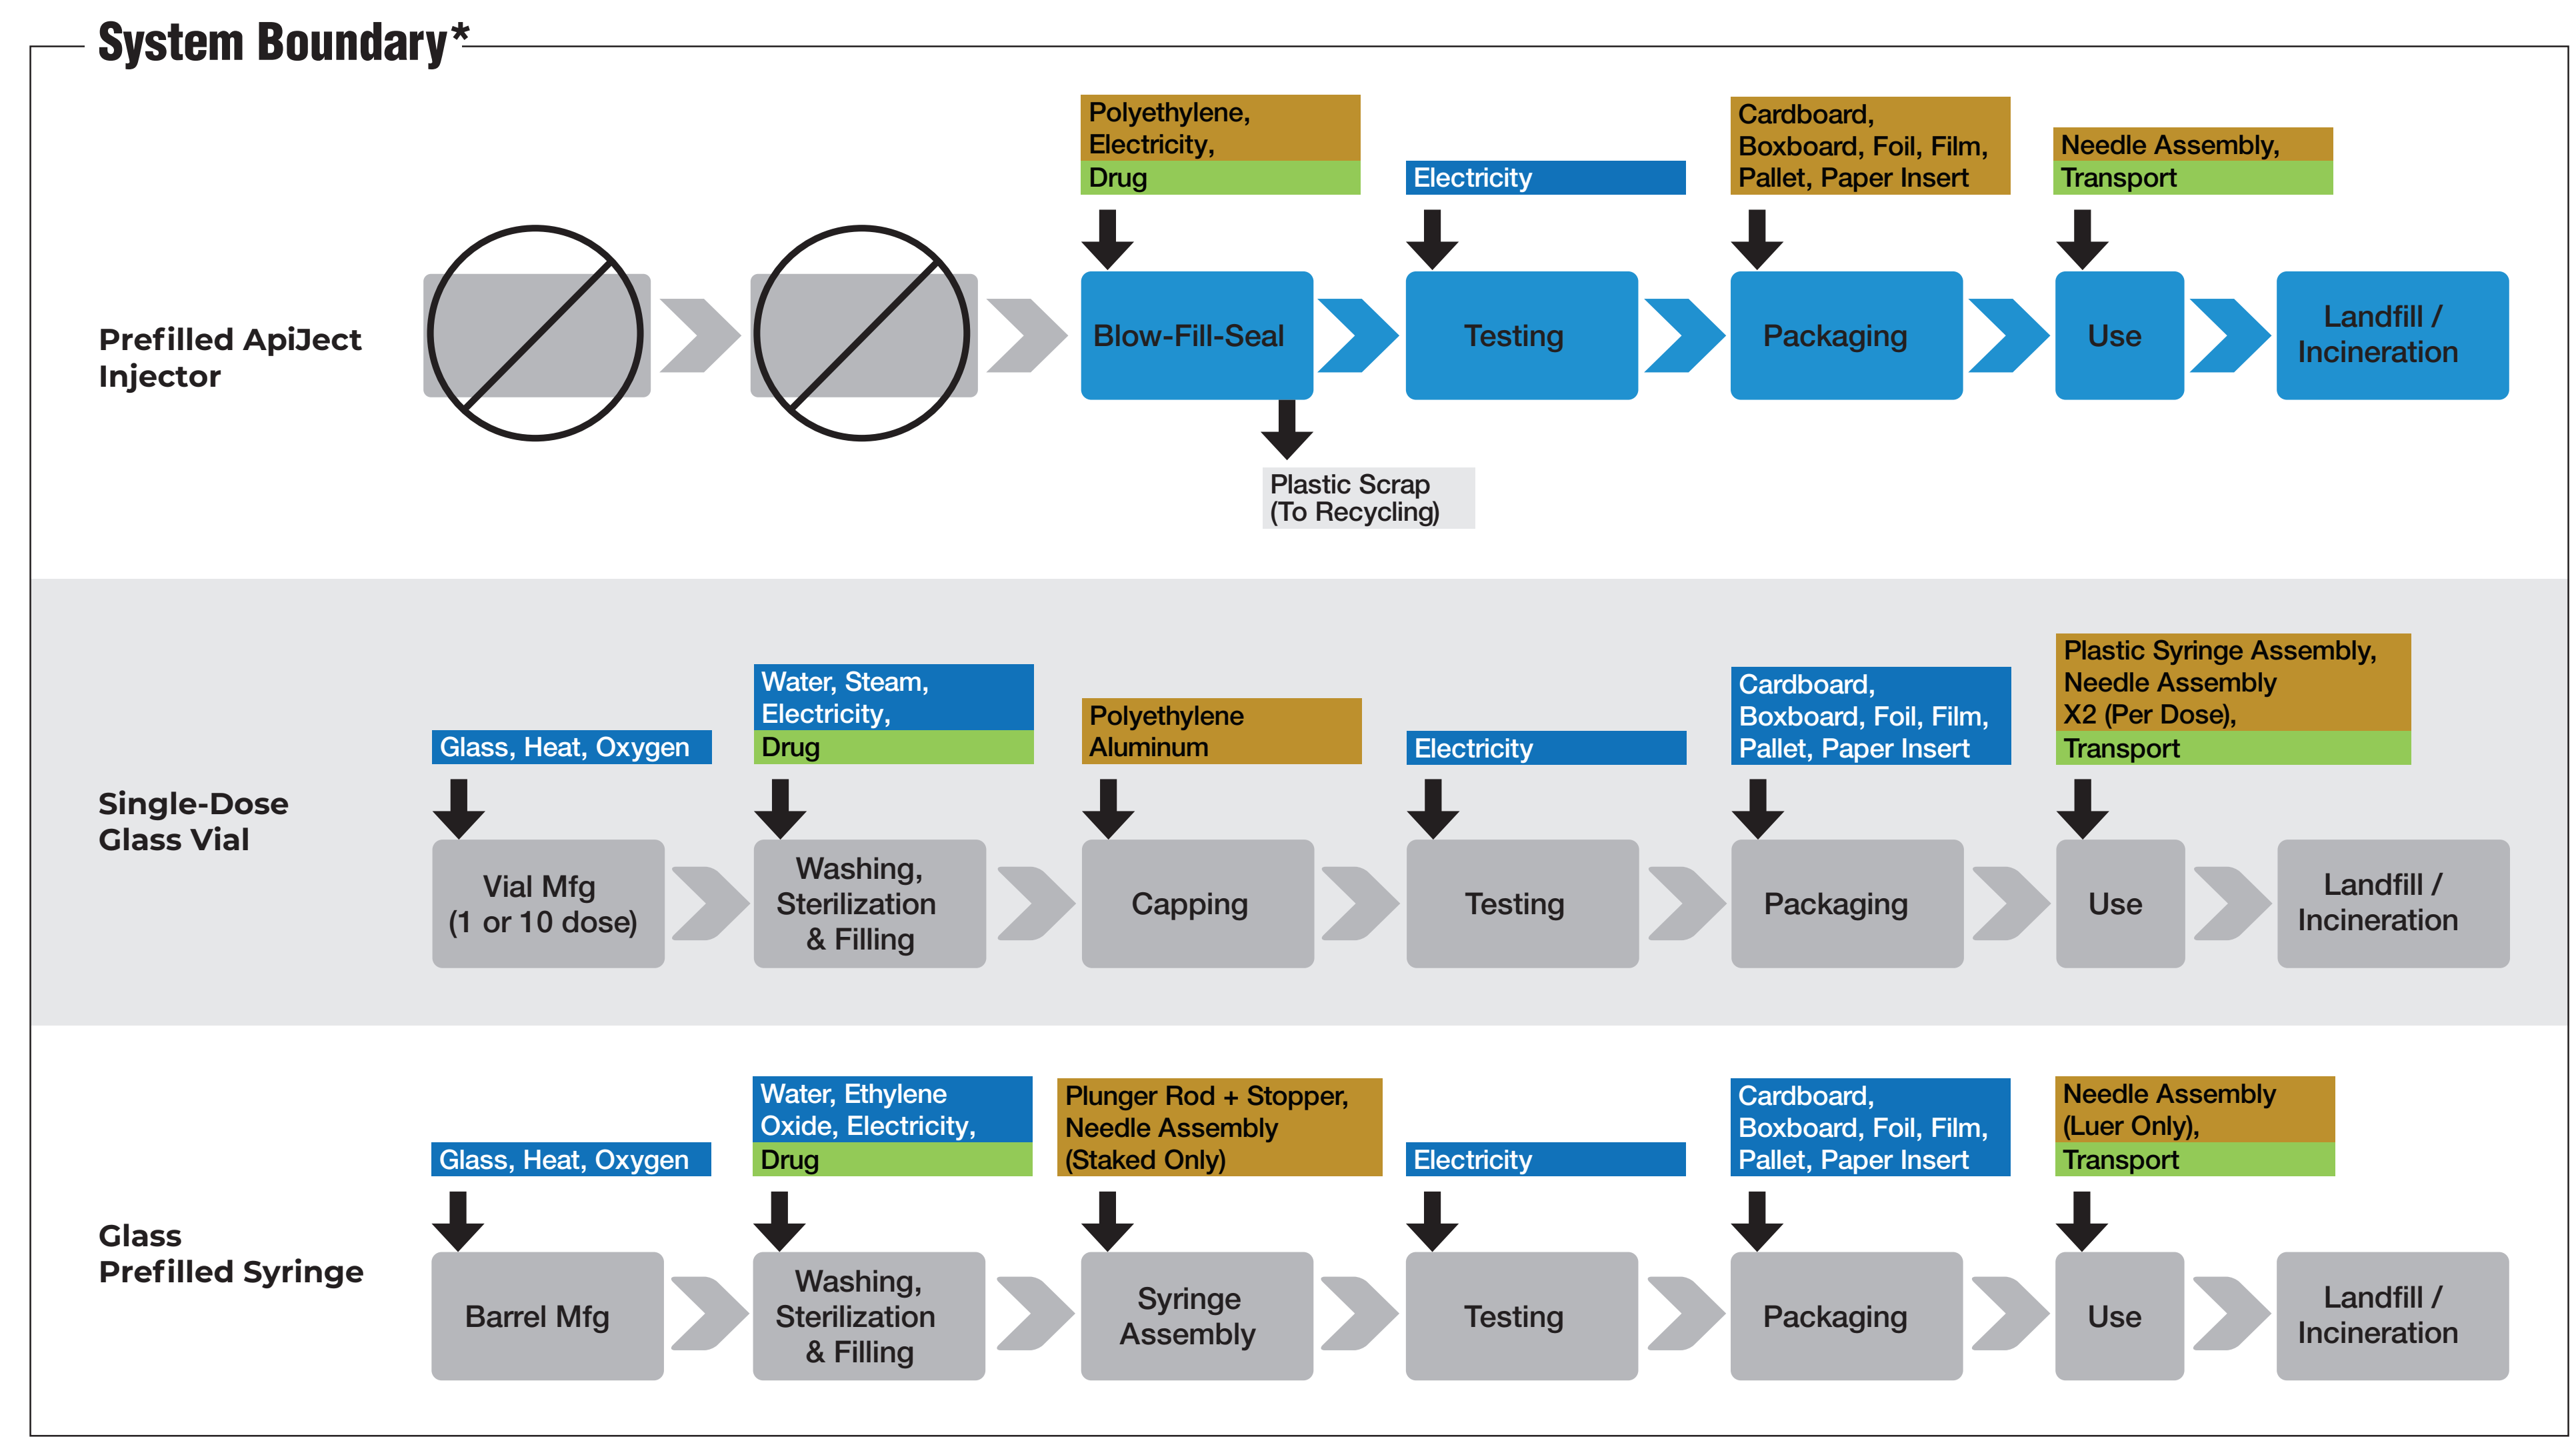 System Boundary*
Polyethylene,
Electricity,
Drug
Electricity
Cardboard,
Boxboard, Foil, Film,
Pallet, Paper Insert
Needle Assembly,
Transport
Prefilled ApiJect
Injector
Blow-Fill-Seal
Testing
Packaging
Use
Landfill /
Incineration
Plastic Scrap
(To Recycling)
Glass, Heat, Oxygen
Water, Steam,
Electricity,
Drug
Polyethylene
Aluminum
Electricity
Cardboard,
Boxboard, Foil, Film,
Pallet, Paper Insert
Plastic Syringe Assembly,
Needle Assembly
X2 (Per Dose),
Transport
Single-Dose
Glass Vial
Vial Mfg
(1 or 10 dose)
Washing,
Sterilization
& Filling
Capping
Testing
Packaging
Use
Landfill /
Incineration
Glass, Heat, Oxygen
Water, Ethylene
Oxide, Electricity,
Drug
Plunger Rod + Stopper,
Needle Assembly
(Staked Only)
Electricity
Cardboard,
Boxboard, Foil, Film,
Pallet, Paper Insert
Needle Assembly
(Luer Only),
Transport
Glass
Prefilled Syringe
Barrel Mfg
Washing,
Sterilization
& Filling
Syringe
Assembly
Testing
Packaging
Use
Landfill /
Incineration